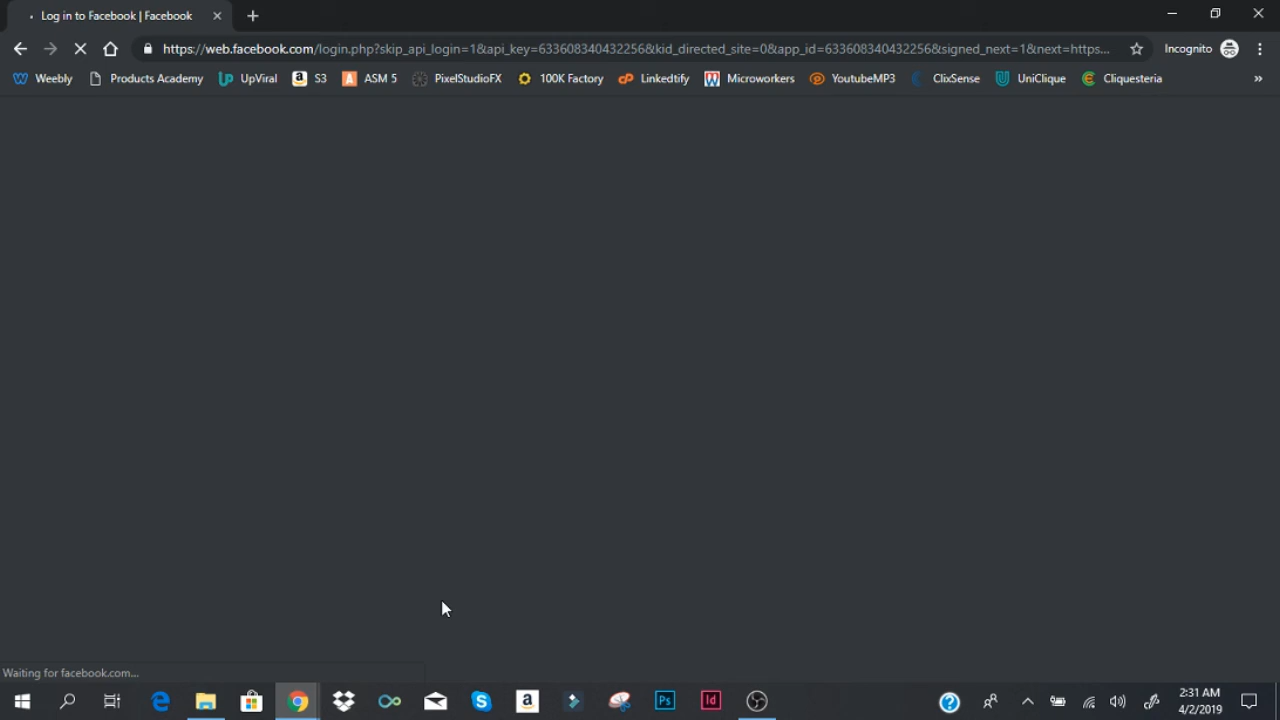 Log in to Facebook | Facebook
https://web.facebook.com/login.php?skip_api_login=1&api_key=633608340432256&kid_directed_site=0&app_id=633608340432256&signed_next=1&next=https...
Incognito
Weebly Products Academy UpViral S3 ASM 5 PixelStudioFX 100K Factory Linkedtify Microworkers YoutubeMP3 ClixSense UniClique Cliquesteria »
Waiting for facebook.com...
Ps Id
2:31 AM
4/2/2019